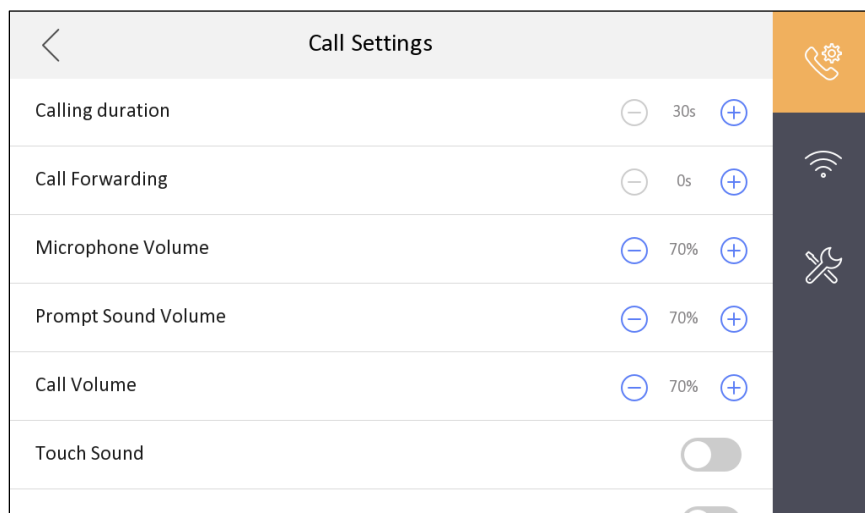 Call Settings
Calling duration 30s
Call Forwarding 0s
Microphone Volume 70%
Prompt Sound Volume 70%
Call Volume 70%
Touch Sound